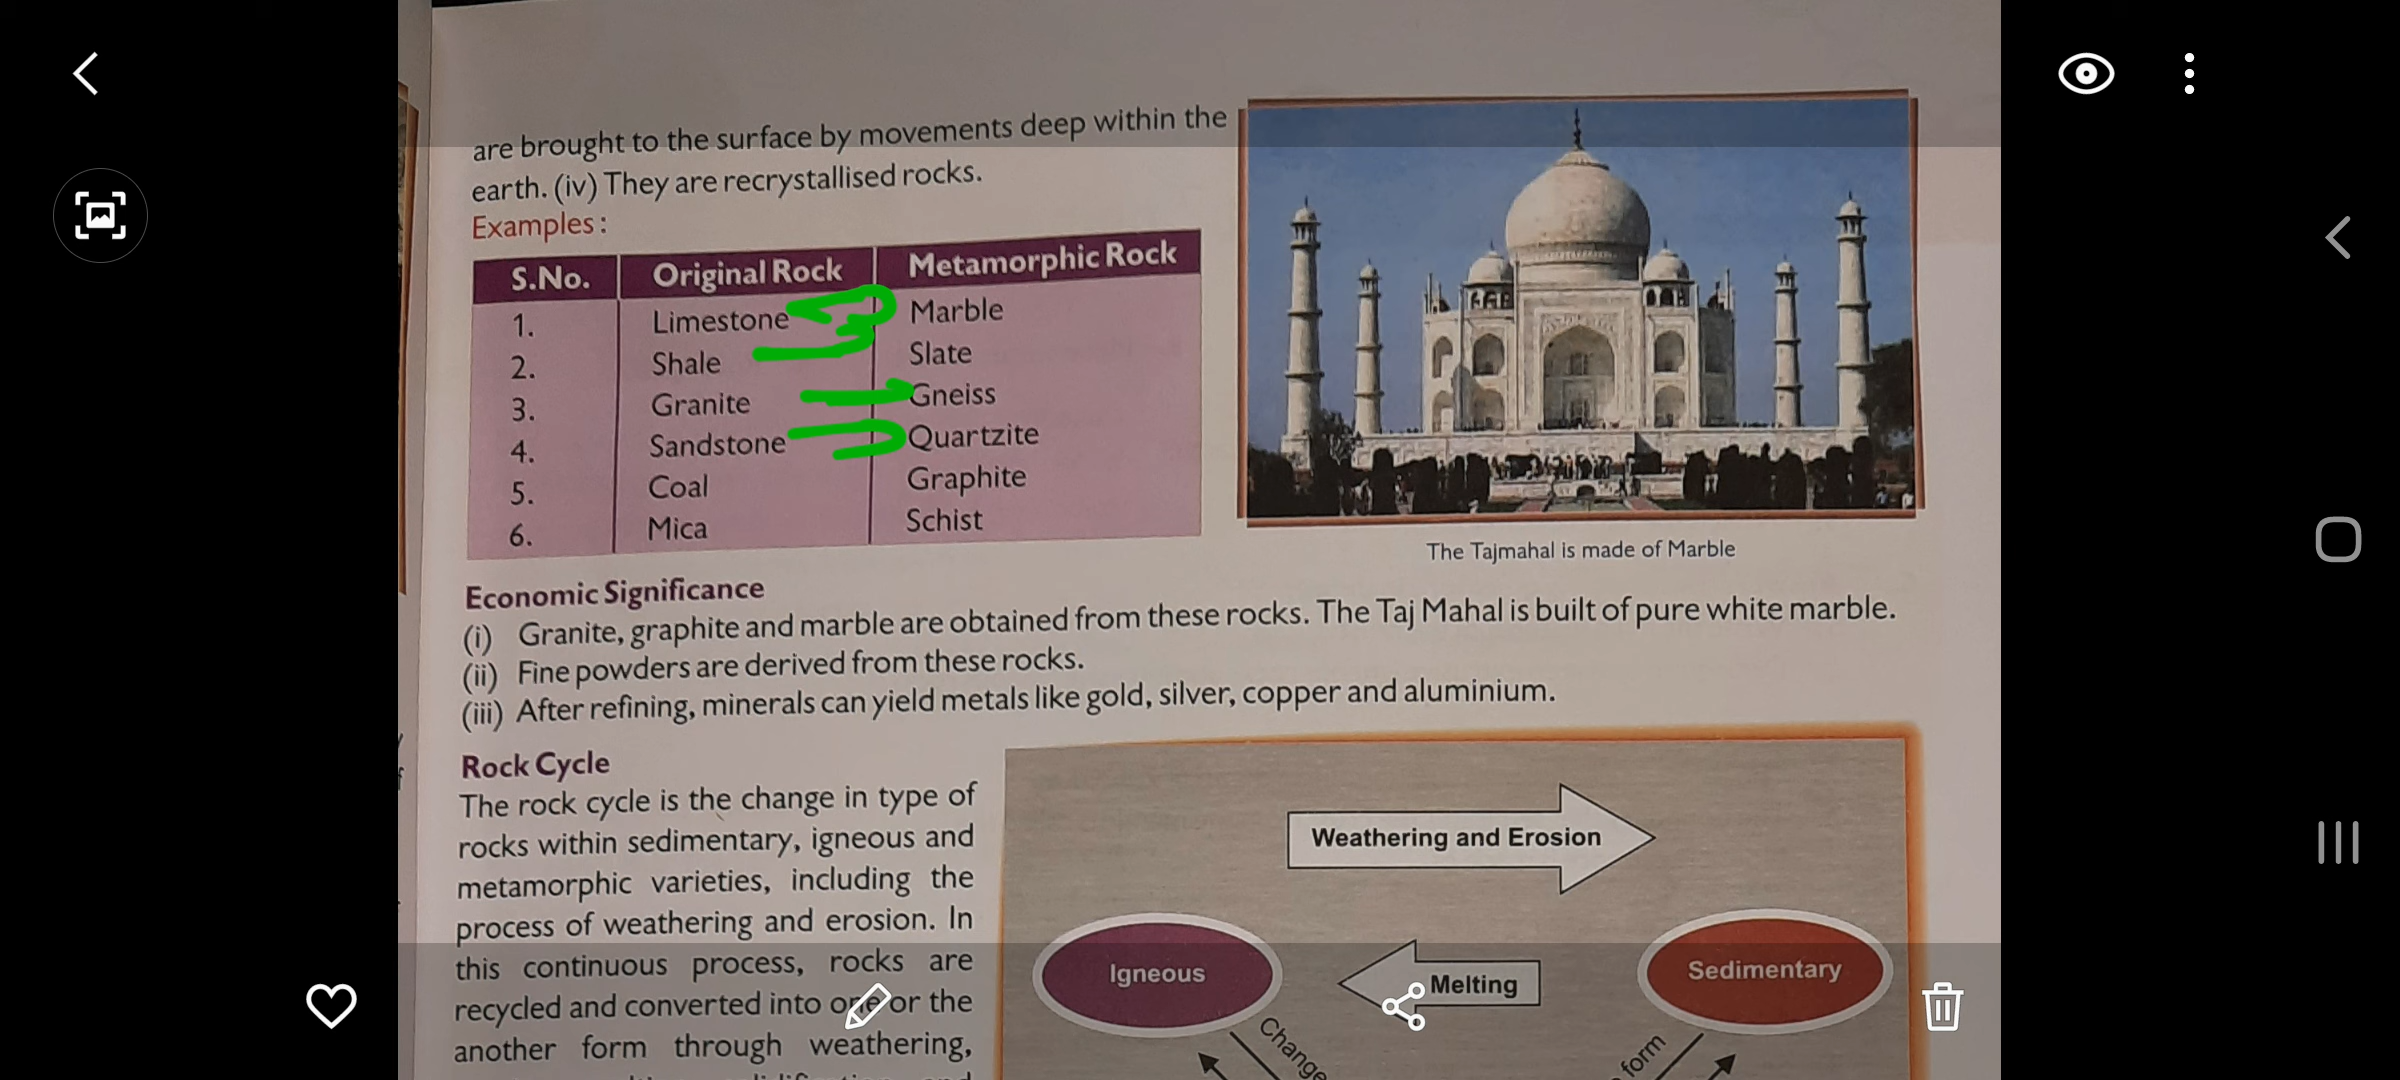 are brought to the surface by movements deep within the
earth. (iv) They are recrystallised rocks.
Examples :
S.No. Original Rock Metamorphic Rock
1. Limestone Marble
2. Shale Slate
3. Granite Gneiss
4. Sandstone Quartzite
5. Coal Graphite
6. Mica Schist
The Tajmahal is made of Marble
Economic Significance
(i) Granite, graphite and marble are obtained from these rocks. The Taj Mahal is built of pure white marble.
(ii) Fine powders are derived from these rocks.
(iii) After refining, minerals can yield metals like gold, silver, copper and aluminium.
Rock Cycle
The rock cycle is the change in type of
rocks within sedimentary, igneous and
metamorphic varieties, including the
process of weathering and erosion. In
this continuous process, rocks are
recycled and converted into one or the
another form through weathering,
Weathering and Erosion
Igneous
Melting
Sedimentary
Change
form